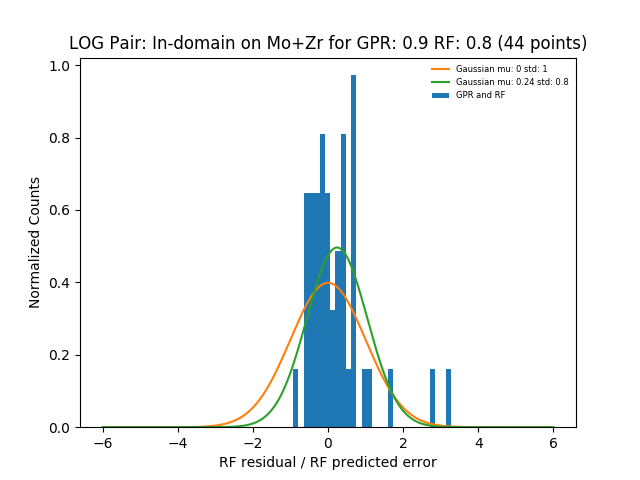 LOG Pair: In-domain on Mo+Zr for GPR: 0.9 RF: 0.8 (44 points)
Gaussian mu: 0 std: 1
Gaussian mu: 0.24 std: 0.8
GPR and RF
1.0
0.8
0.6
0.4
0.2
0.0
Normalized Counts
−6 −4 −2 0 2 4 6
RF residual / RF predicted error